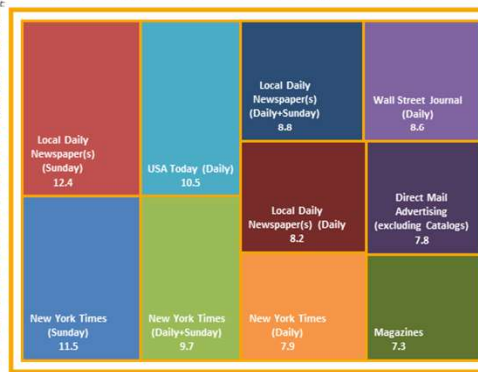 Local Daily
Newspaper(s)
(Sunday)
12.4
USA Today (Daily)
10.5
Local Daily
Newspaper(s)
(Daily+Sunday)
8.8
Wall Street Journal
(Daily)
8.6
Local Daily
Newspaper(s) (Daily
8.2
Direct Mail
Advertising
(excluding Catalogs)
7.8
New York Times
(Sunday)
11.5
New York Times
(Daily+Sunday)
9.7
New York Times
(Daily)
7.9
Magazines
7.3